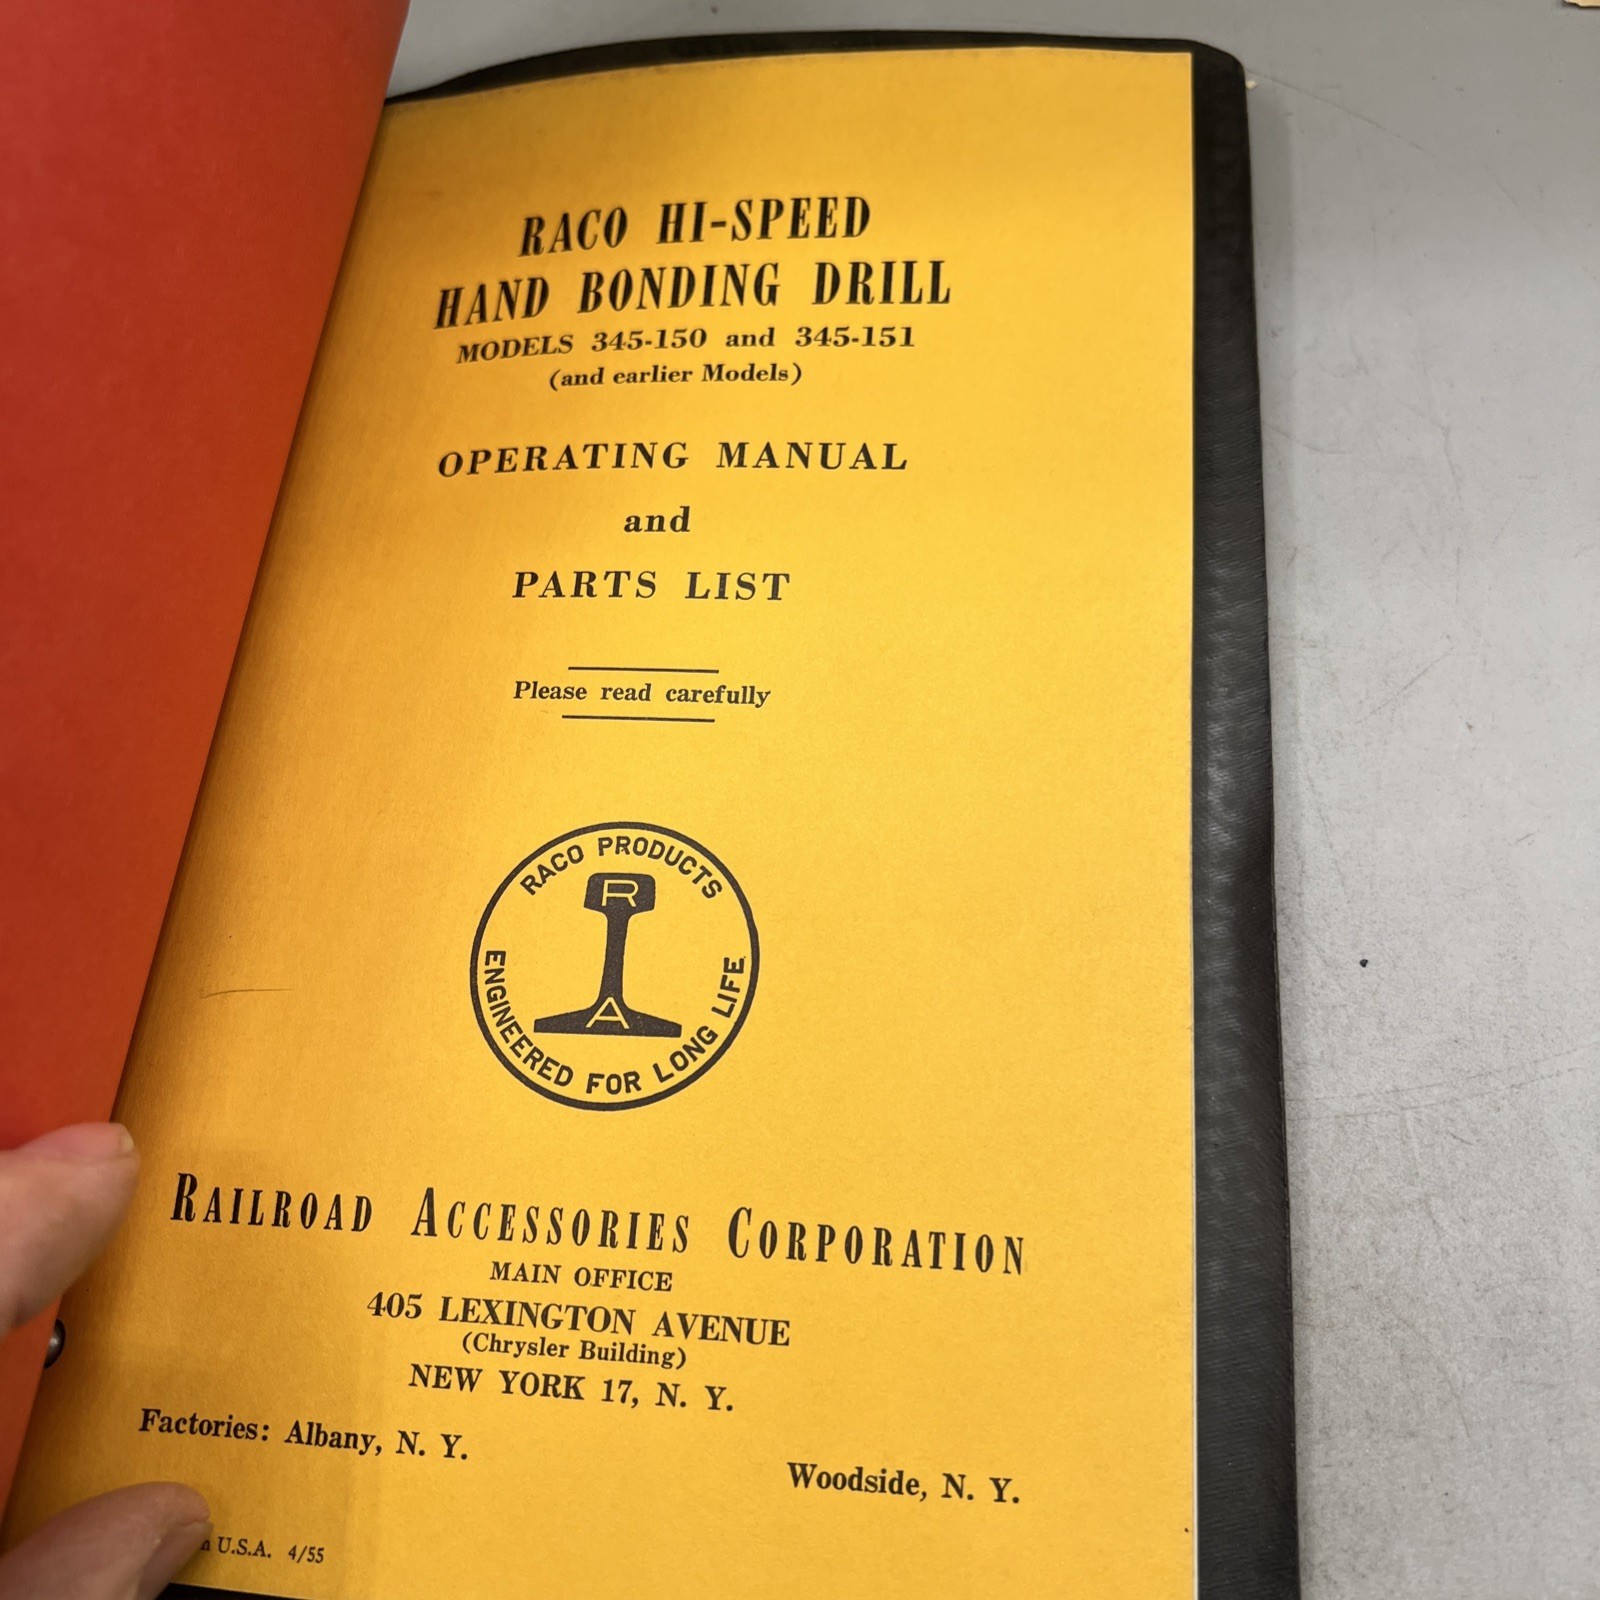 RACO HI-SPEED
HAND BONDING DRILL
MODELS 345-150 and 345-151
(and earlier Models)
OPERATING MANUAL
and
PARTS LIST
Please read carefully
RACO PRODUCTS
R
A
ENGINEERED FOR LONG LIFE
RAILROAD ACCESSORIES CORPORATION
MAIN OFFICE
405 LEXINGTON AVENUE
(Chrysler Building)
NEW YORK 17, N. Y.
Factories: Albany, N. Y.
Woodside, N. Y.
U.S.A. 4/55